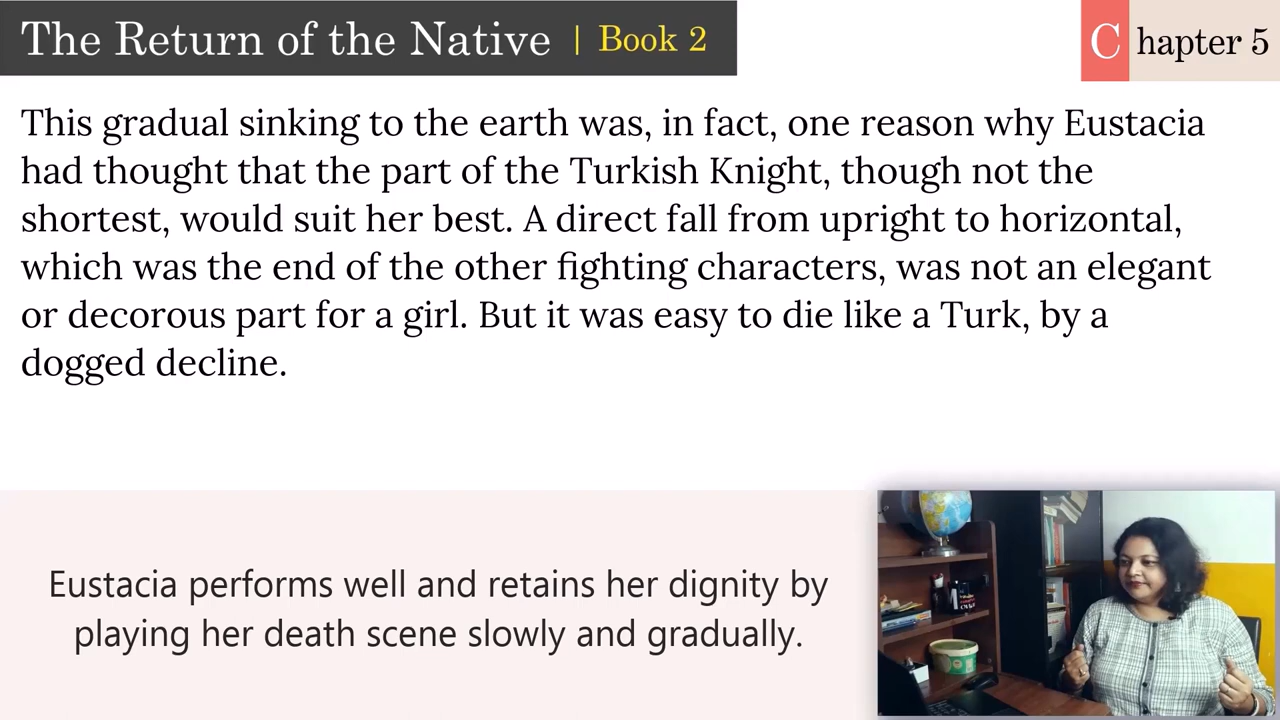 The Return of the Native | Book 2
Chapter 5
This gradual sinking to the earth was, in fact, one reason why Eustacia
had thought that the part of the Turkish Knight, though not the
shortest, would suit her best. A direct fall from upright to horizontal,
which was the end of the other fighting characters, was not an elegant
or decorous part for a girl. But it was easy to die like a Turk, by a
dogged decline.
Eustacia performs well and retains her dignity by
playing her death scene slowly and gradually.